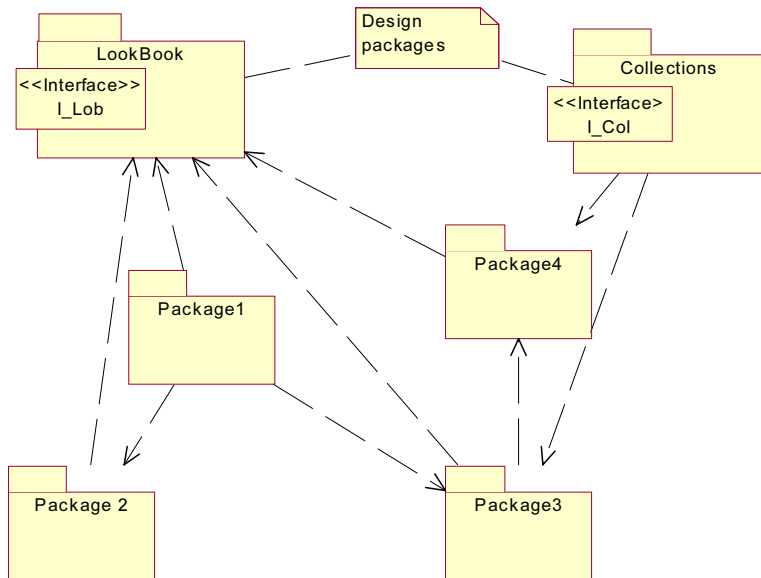 Design
packages
LookBook
<<Interface>>
I_Lob
Collections
<<Interface>
I_Col
Package4
Package1
Package 2
Package3